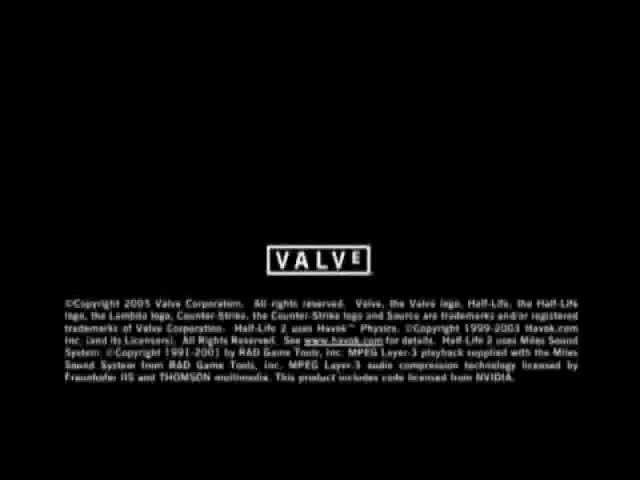 VALVE
©Copyright 2005 Valve Corporation. All rights reserved. Valve, the Valve logo, Half-Life, the Half-Life
logo, the Lambda logo, Counter-Strike, the Counter-Strike logo and Source are trademarks and/or registered
trademarks of Valve Corporation. Half-Life 2 uses Havok™ Physics. ©Copyright 1999-2003 Havok.com
Inc. (and its Licensers). All Rights Reserved. See www.havok.com for details. Half-Life 2 uses Miles Sound
System. ©Copyright 1991-2001 by RAD Game Tools, Inc. MPEG Layer-3 playback supplied with the Miles
Sound System from RAD Game Tools, Inc. MPEG Layer-3 audio compression technology licensed by
Fraunhofer IIS and THOMSON multimedia. This product includes code licensed from NVIDIA.